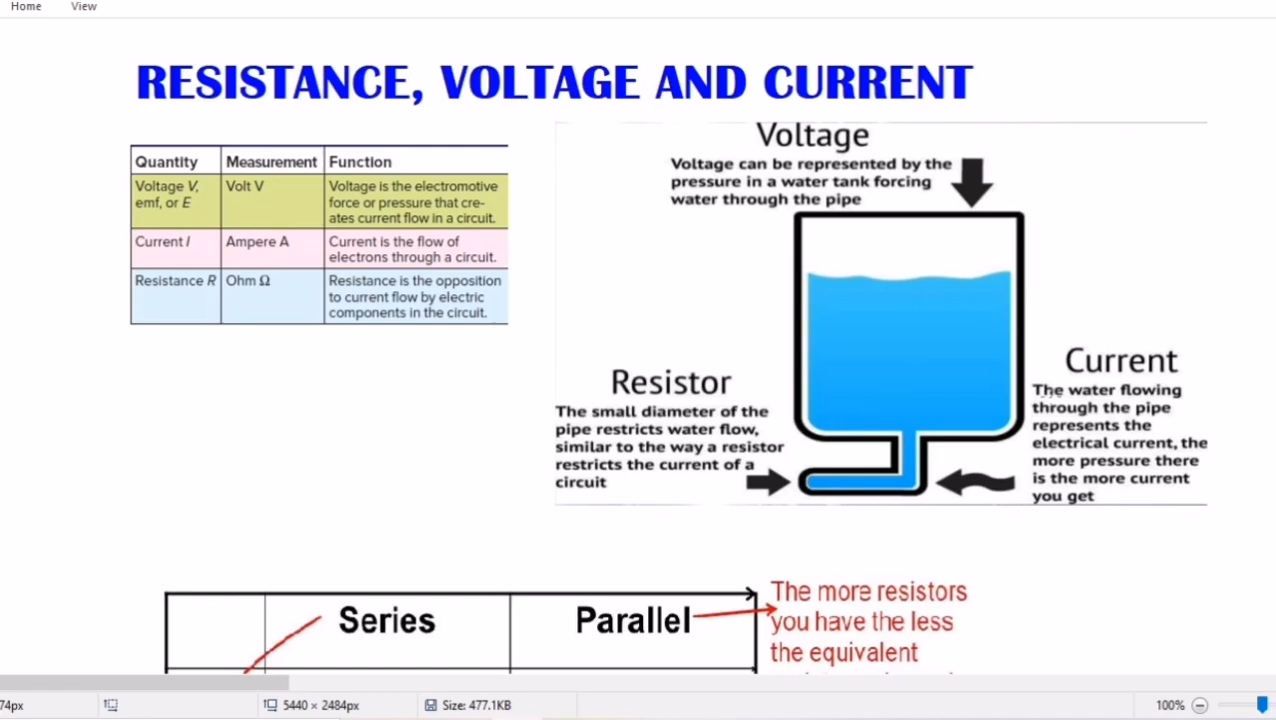 Home View
RESISTANCE, VOLTAGE AND CURRENT
Quantity Measurement Function
Voltage V, emf, or E
Volt V
Voltage is the electromotive
force or pressure that cre-
ates current flow in a circuit.
Current I
Ampere A
Current is the flow of
electrons through a circuit.
Resistance R
Ohm Ω
Resistance is the opposition
to current flow by electric
components in the circuit.
Voltage
Voltage can be represented by the
pressure in a water tank forcing
water through the pipe
Resistor
The small diameter of the
pipe restricts water flow,
similar to the way a resistor
restricts the current of a
circuit
Current
The water flowing
through the pipe
represents the
electrical current, the
more pressure there
is the more current
you get
Series Parallel
The more resistors
you have the less
the equivalent
74px
5440 × 2484px
Size: 477.1KB
100%